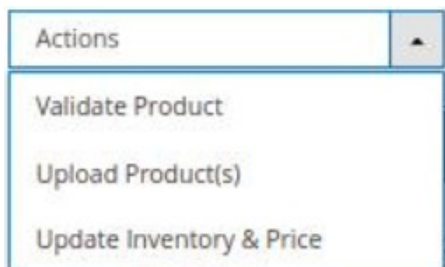 Actions
Validate Product
Upload Product(s)
Update Inventory & Price